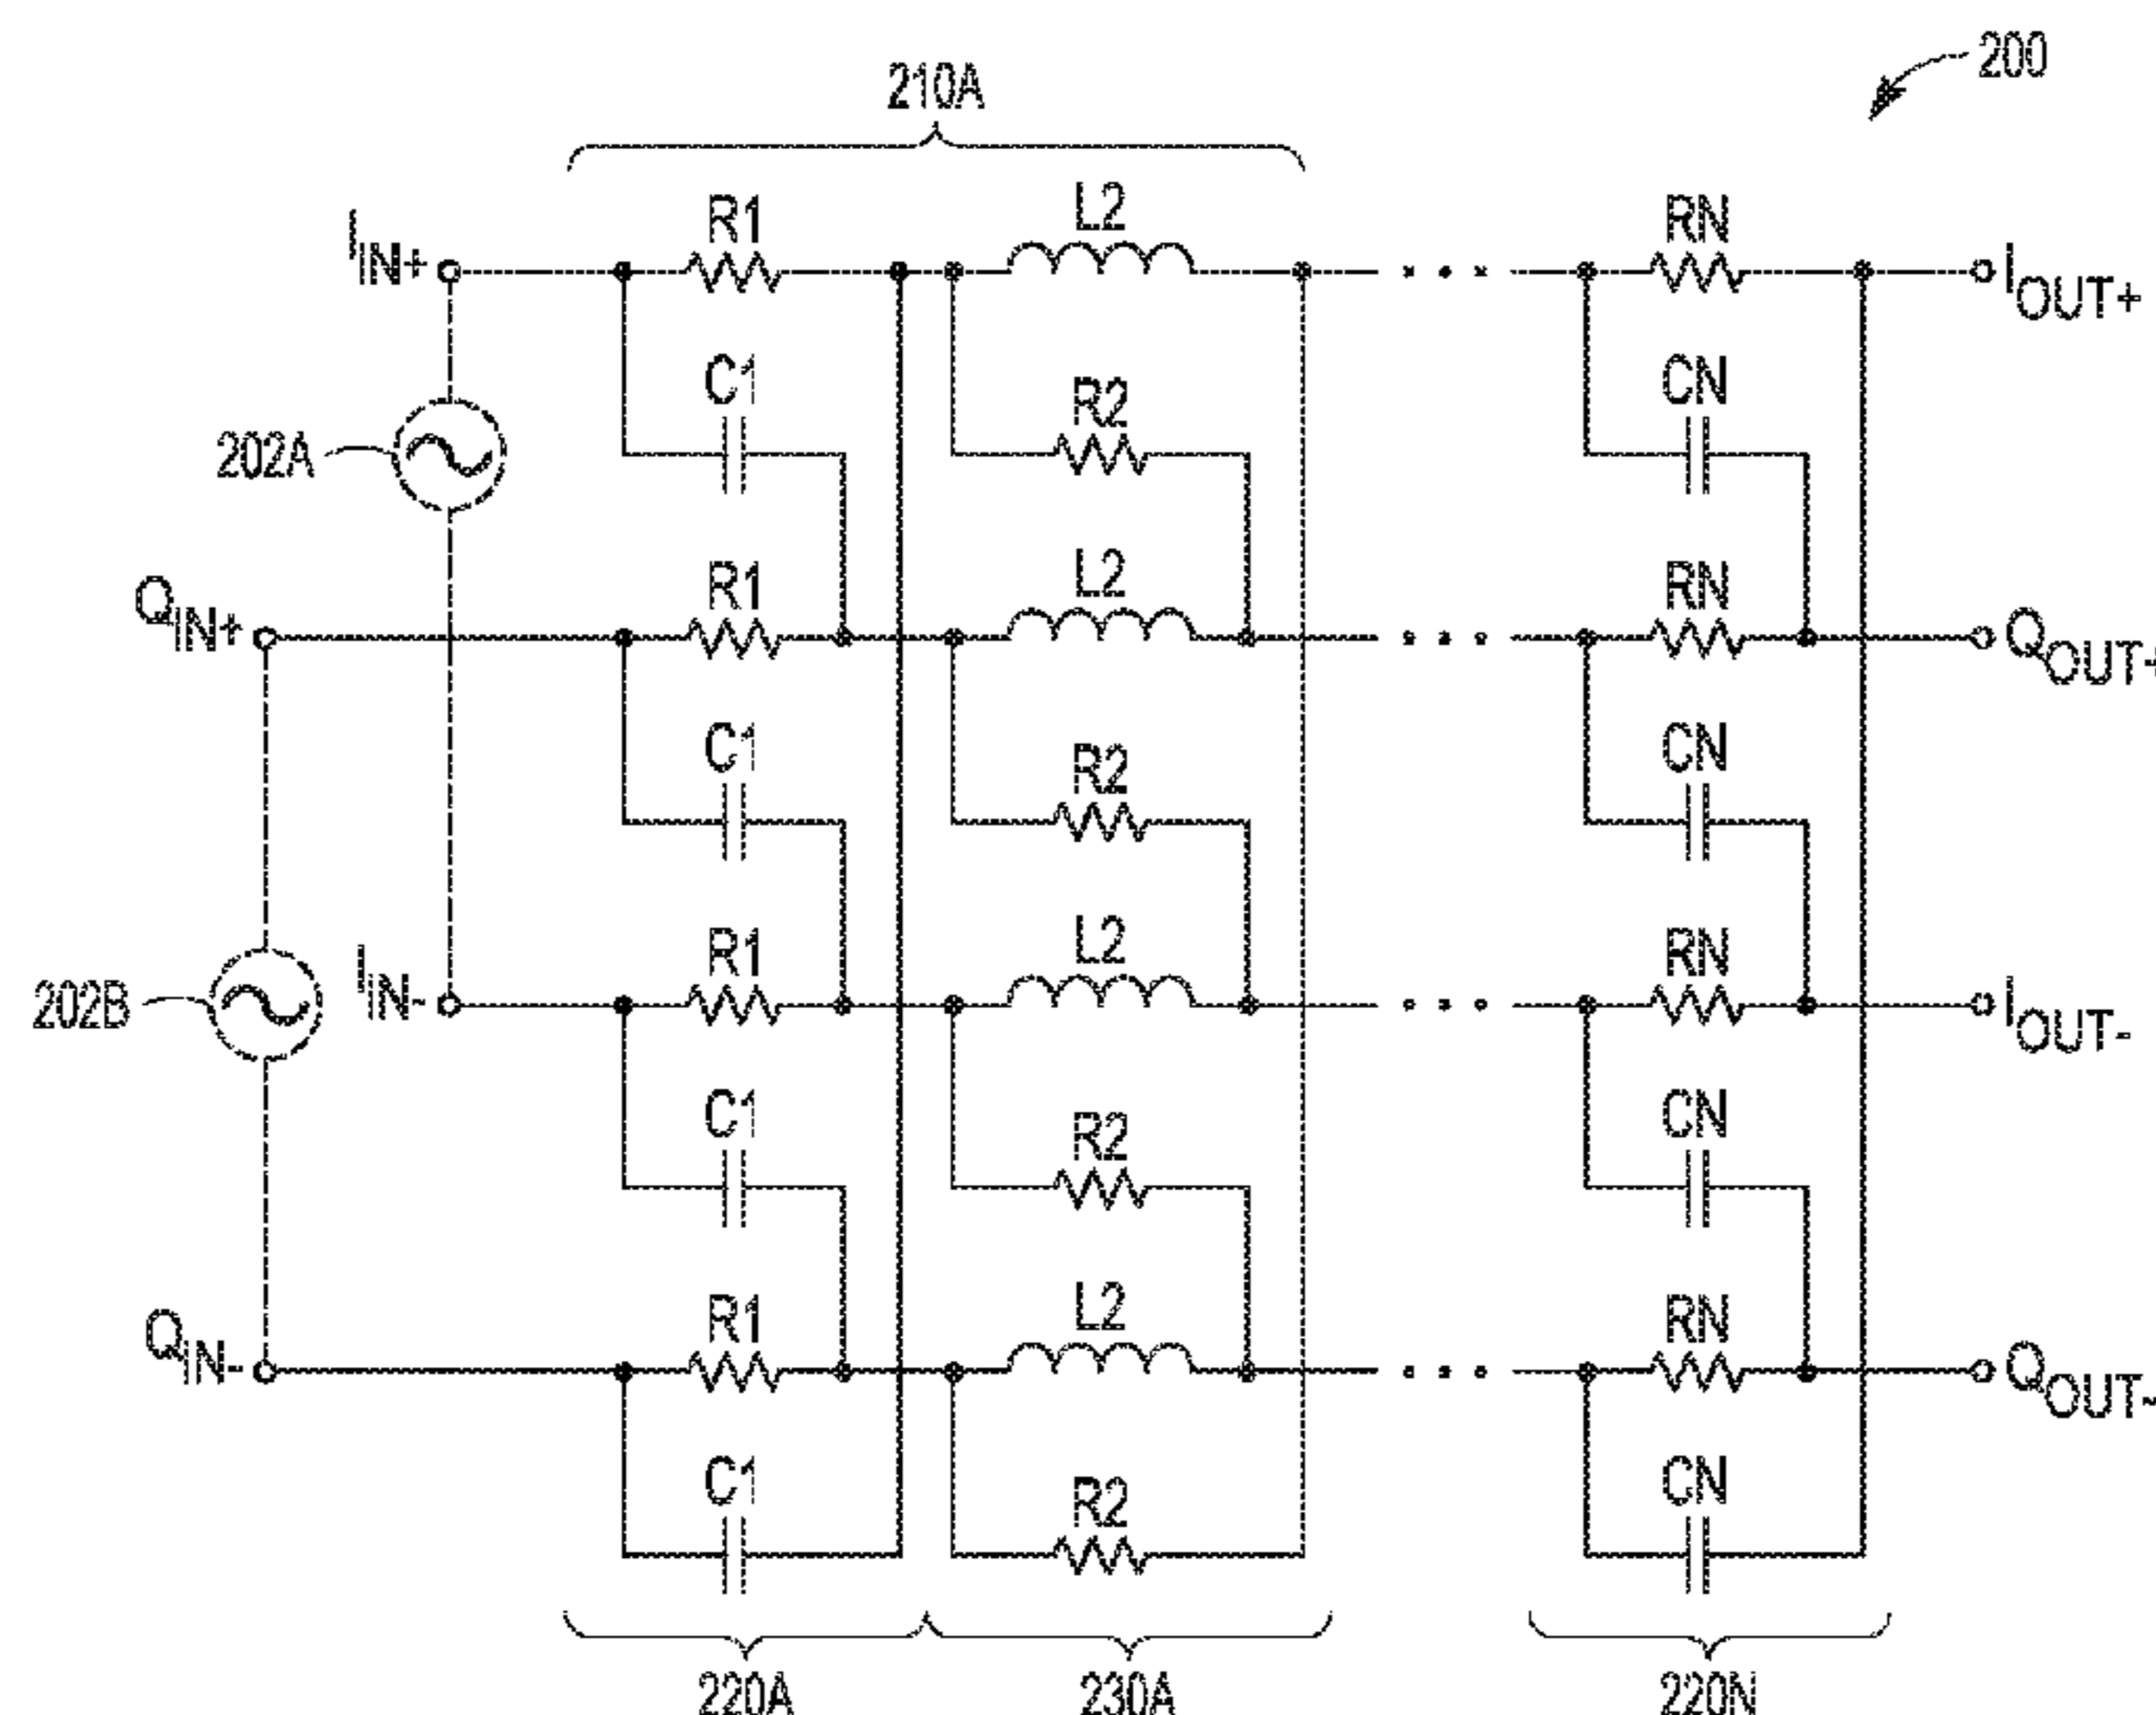 200
210A
R1 L2 RN
IIN+ IOUT+
C1 R2 CN
202A
R1 L2 RN
QIN+ QOUT+
C1 R2 CN
R1 L2 RN
202B IIN- IOUT-
C1 R2 CN
R1 L2 RN
QIN- QOUT-
C1 R2 CN
220A 230A 220N